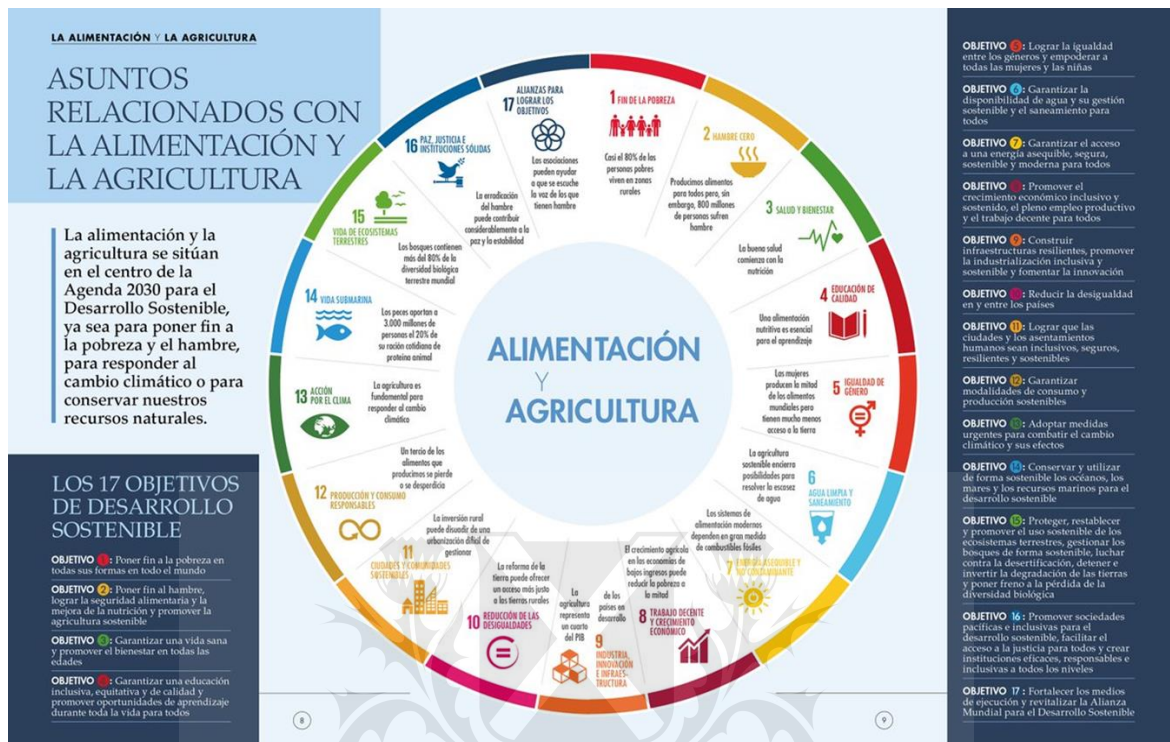 LA ALIMENTACIÓN Y LA AGRICULTURA
ASUNTOS
RELACIONADOS CON
LA ALIMENTACIÓN Y
LA AGRICULTURA
La alimentación y la
agricultura se sitúan
en el centro de la
Agenda 2030 para el
Desarrollo Sostenible,
ya sea para poner fin a
la pobreza y el hambre,
para responder al
cambio climático o para
conservar nuestros
recursos naturales.
LOS 17 OBJETIVOS
DE DESARROLLO
SOSTENIBLE
OBJETIVO 1: Poner fin a la pobreza en
todas sus formas en todo el mundo
OBJETIVO 2: Poner fin al hambre,
lograr la seguridad alimentaria y la
mejora de la nutrición y promover la
agricultura sostenible
OBJETIVO 3: Garantizar una vida sana
y promover el bienestar en todas las
edades
OBJETIVO 4: Garantizar una educación
inclusiva, equitativa y de calidad y
promover oportunidades de aprendizaje
durante toda la vida para todos
ALIMENTACIÓN
Y
AGRICULTURA
1 FIN DE LA POBREZA
Casi el 80% de las
personas pobres
viven en zonas
rurales
2 HAMBRE CERO
Producimos alimentos
para todos pero, sin
embargo, 800 millones
de personas sufren
hambre
3 SALUD Y BIENESTAR
La buena salud
comienza con la
nutrición
4 EDUCACIÓN DE
CALIDAD
Una alimentación
nutritiva es esencial
para el aprendizaje
5 IGUALDAD DE
GÉNERO
Las mujeres
producen la mitad
de los alimentos
mundiales pero
tienen mucho menos
acceso a la tierra
6
AGUA LIMPIA Y
SANEAMIENTO
La agricultura
sostenible encierra
posibilidades para
resolver la escasez
de agua
7 ENERGÍA ASEQUIBLE Y
NO CONTAMINANTE
Los sistemas de
alimentación modernos
dependen en gran medida
de combustibles fósiles
8 TRABAJO DECENTE
Y CRECIMIENTO
ECONÓMICO
El crecimiento agrícola
en las economías de
bajos ingresos puede
reducir la pobreza a
la mitad
9
INDUSTRIA,
INNOVACIÓN
E INFRAES-
TRUCTURA
La
agricultura
representa
un cuarto
del PIB
de los
países en
desarrollo
10 REDUCCIÓN DE LAS
DESIGUALDADES
La reforma de la
tierra puede ofrecer
un acceso más justo
a las tierras rurales
11
CIUDADES Y COMUNIDADES
SOSTENIBLES
La inversión rural
puede disuadir de una
urbanización difícil de
gestionar
12 PRODUCCIÓN Y CONSUMO
RESPONSABLES
Un tercio de los
alimentos que
producimos se pierde
o se desperdicia
13 ACCIÓN
POR EL CLIMA
La agricultura es
fundamental para
responder al cambio
climático
14 VIDA SUBMARINA
Los peces aportan a
3.000 millones de
personas el 20% de
su ración cotidiana de
proteína animal
15
VIDA DE ECOSISTEMAS
TERRESTRES
Los bosques contienen
más del 80% de la
diversidad biológica
terrestre mundial
16 PAZ, JUSTICIA E
INSTITUCIONES SÓLIDAS
La erradicación
del hambre
puede contribuir
considerablemente a la
paz y la estabilidad
17 ALIANZAS PARA
LOGRAR LOS
OBJETIVOS
Las asociaciones
pueden ayudar
a que se escuche
la voz de los que
tienen hambre
8
9
OBJETIVO 5: Lograr la igualdad
entre los géneros y empoderar a
todas las mujeres y las niñas
OBJETIVO 6: Garantizar la
disponibilidad de agua y su gestión
sostenible y el saneamiento para
todos
OBJETIVO 7: Garantizar el acceso
a una energía asequible, segura,
sostenible y moderna para todos
OBJETIVO 8: Promover el
crecimiento económico inclusivo y
sostenido, el pleno empleo productivo
y el trabajo decente para todos
OBJETIVO 9: Construir
infraestructuras resilientes, promover
la industrialización inclusiva y
sostenible y fomentar la innovación
OBJETIVO 10: Reducir la desigualdad
en y entre los países
OBJETIVO 11: Lograr que las
ciudades y los asentamientos
humanos sean inclusivos, seguros,
resilientes y sostenibles
OBJETIVO 12: Garantizar
modalidades de consumo y
producción sostenibles
OBJETIVO 13: Adoptar medidas
urgentes para combatir el cambio
climático y sus efectos
OBJETIVO 14: Conservar y utilizar
de forma sostenible los océanos, los
mares y los recursos marinos para el
desarrollo sostenible
OBJETIVO 15: Proteger, restablecer
y promover el uso sostenible de los
ecosistemas terrestres, gestionar los
bosques de forma sostenible, luchar
contra la desertificación, detener e
invertir la degradación de las tierras
y poner freno a la pérdida de la
diversidad biológica
OBJETIVO 16: Promover sociedades
pacíficas e inclusivas para el
desarrollo sostenible, facilitar el
acceso a la justicia para todos y crear
instituciones eficaces, responsables e
inclusivas a todos los niveles
OBJETIVO 17: Fortalecer los medios
de ejecución y revitalizar la Alianza
Mundial para el Desarrollo Sostenible